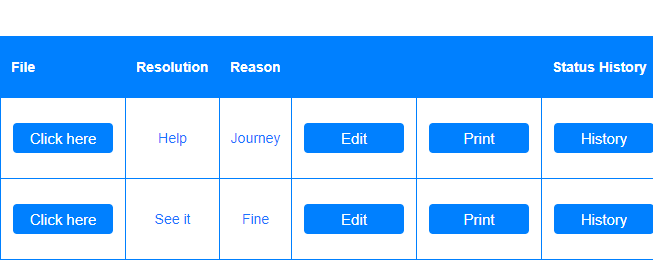 File Resolution Reason Status History
Click here Help Journey Edit Print History
Click here See it Fine Edit Print History